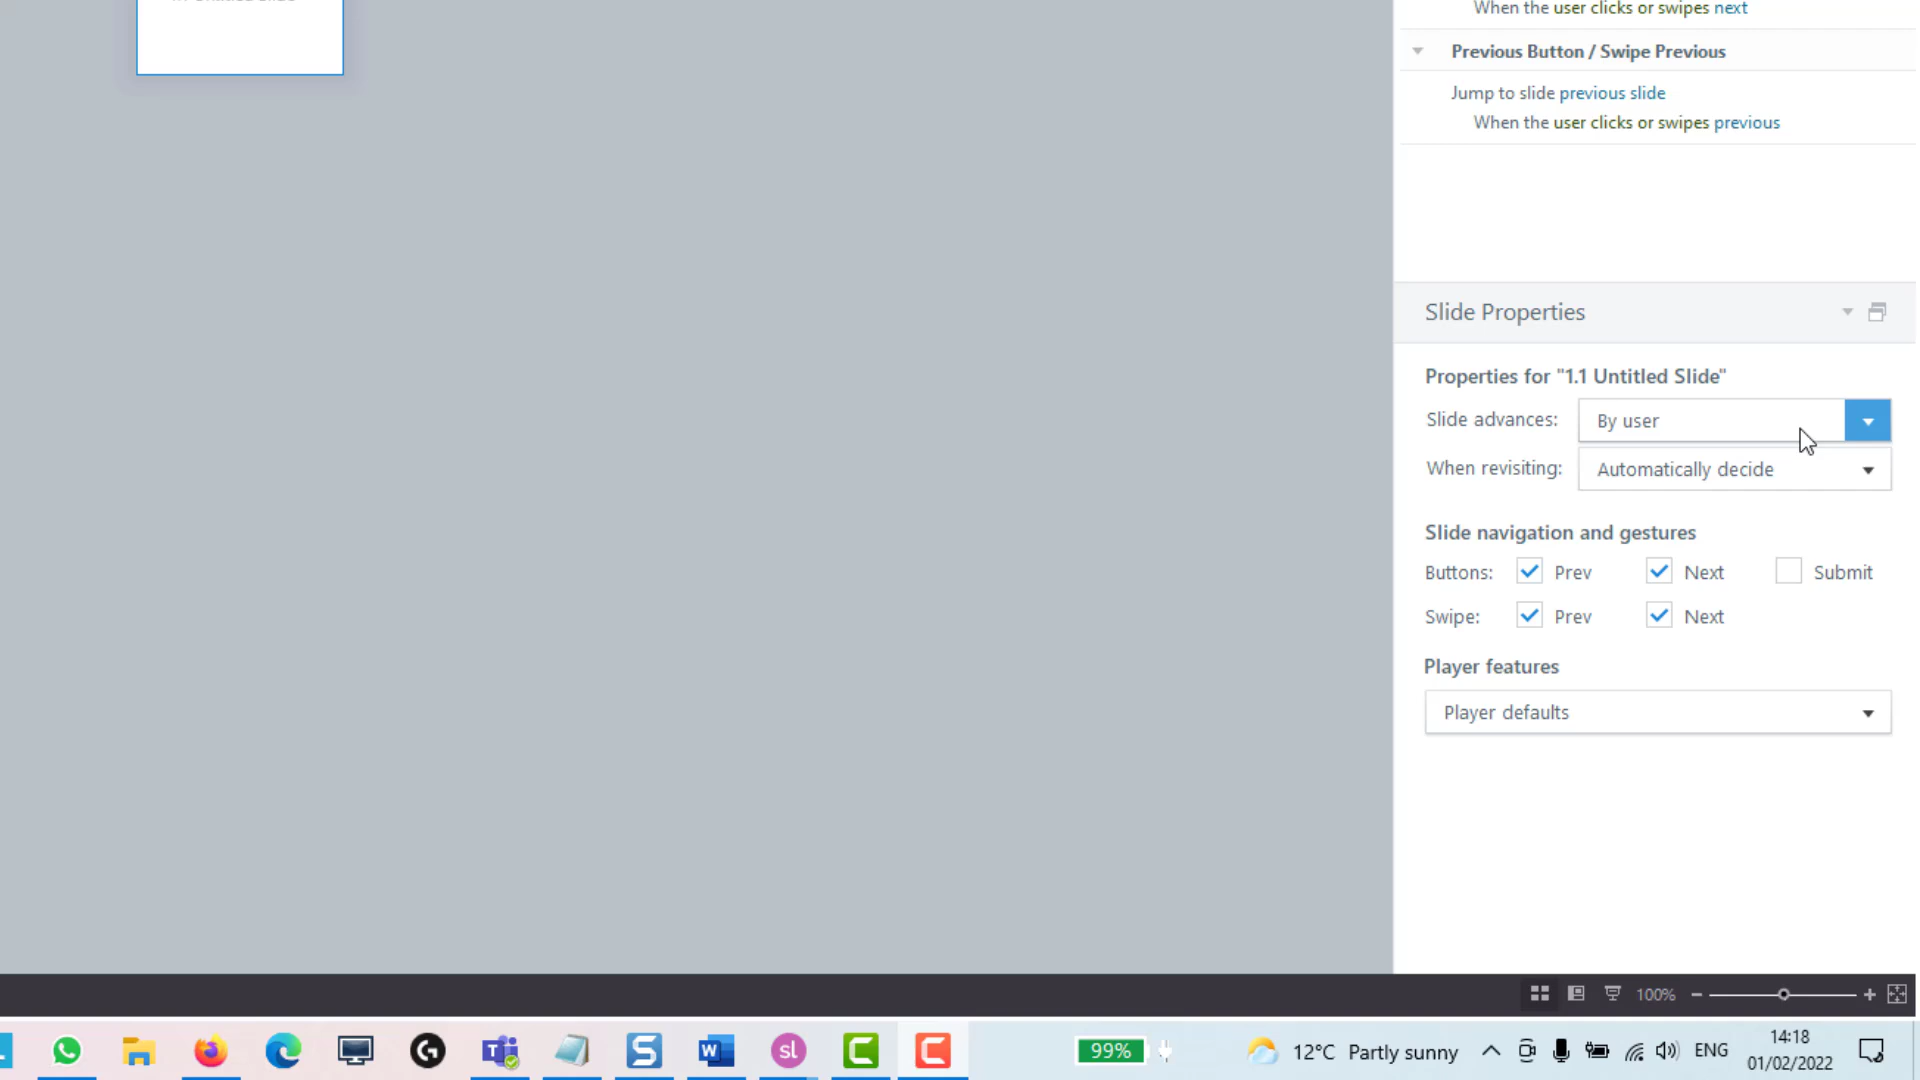 When the user clicks or swipes next
Previous Button / Swipe Previous
Jump to slide previous slide
When the user clicks or swipes previous
Slide Properties
Properties for "1.1 Untitled Slide"
Slide advances: By user
When revisiting: Automatically decide
Slide navigation and gestures
Buttons: Prev Next Submit
Swipe: Prev Next
Player features
Player defaults
100%
99% 12°C Partly sunny ENG 14:18
01/02/2022
S
W
sl